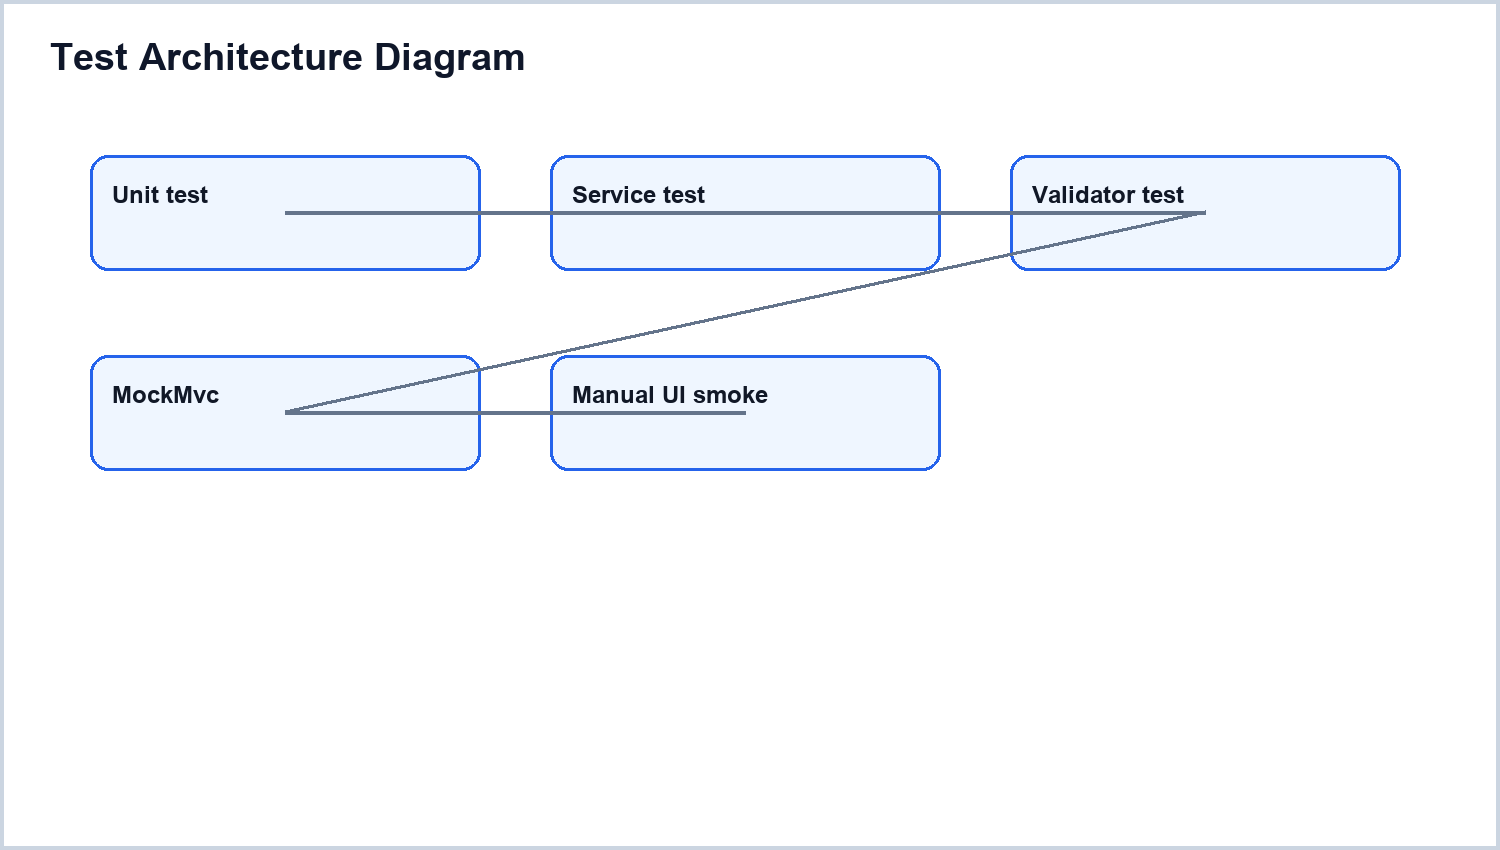 Test Architecture Diagram
Unit test
Service test
Validator test
MockMvc
Manual UI smoke